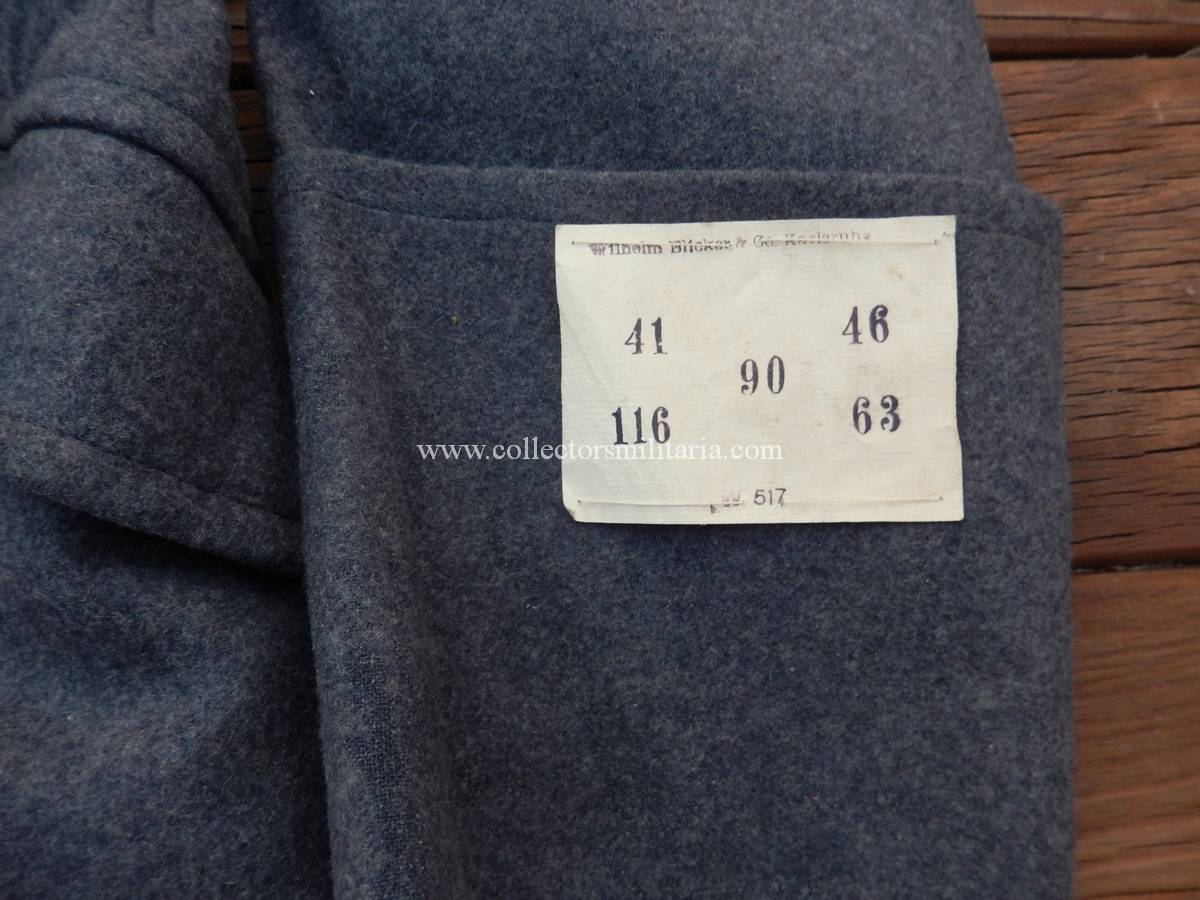 Wilhelm Blicker & Co. Karlsruhe
41 46
90
116 63
www.collectorsmilitaria.com
W. 517